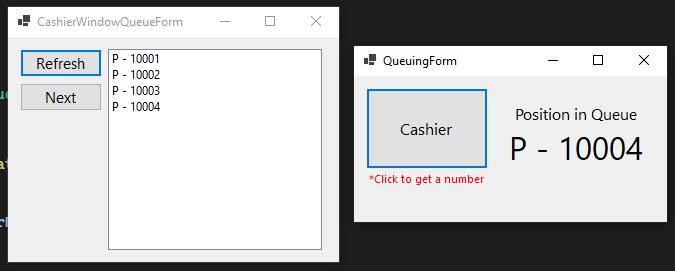 CashierWindowQueueForm
Refresh
Next
P - 10001
P - 10002
P - 10003
P - 10004
QueuingForm
Cashier
*Click to get a number
Position in Queue
P - 10004